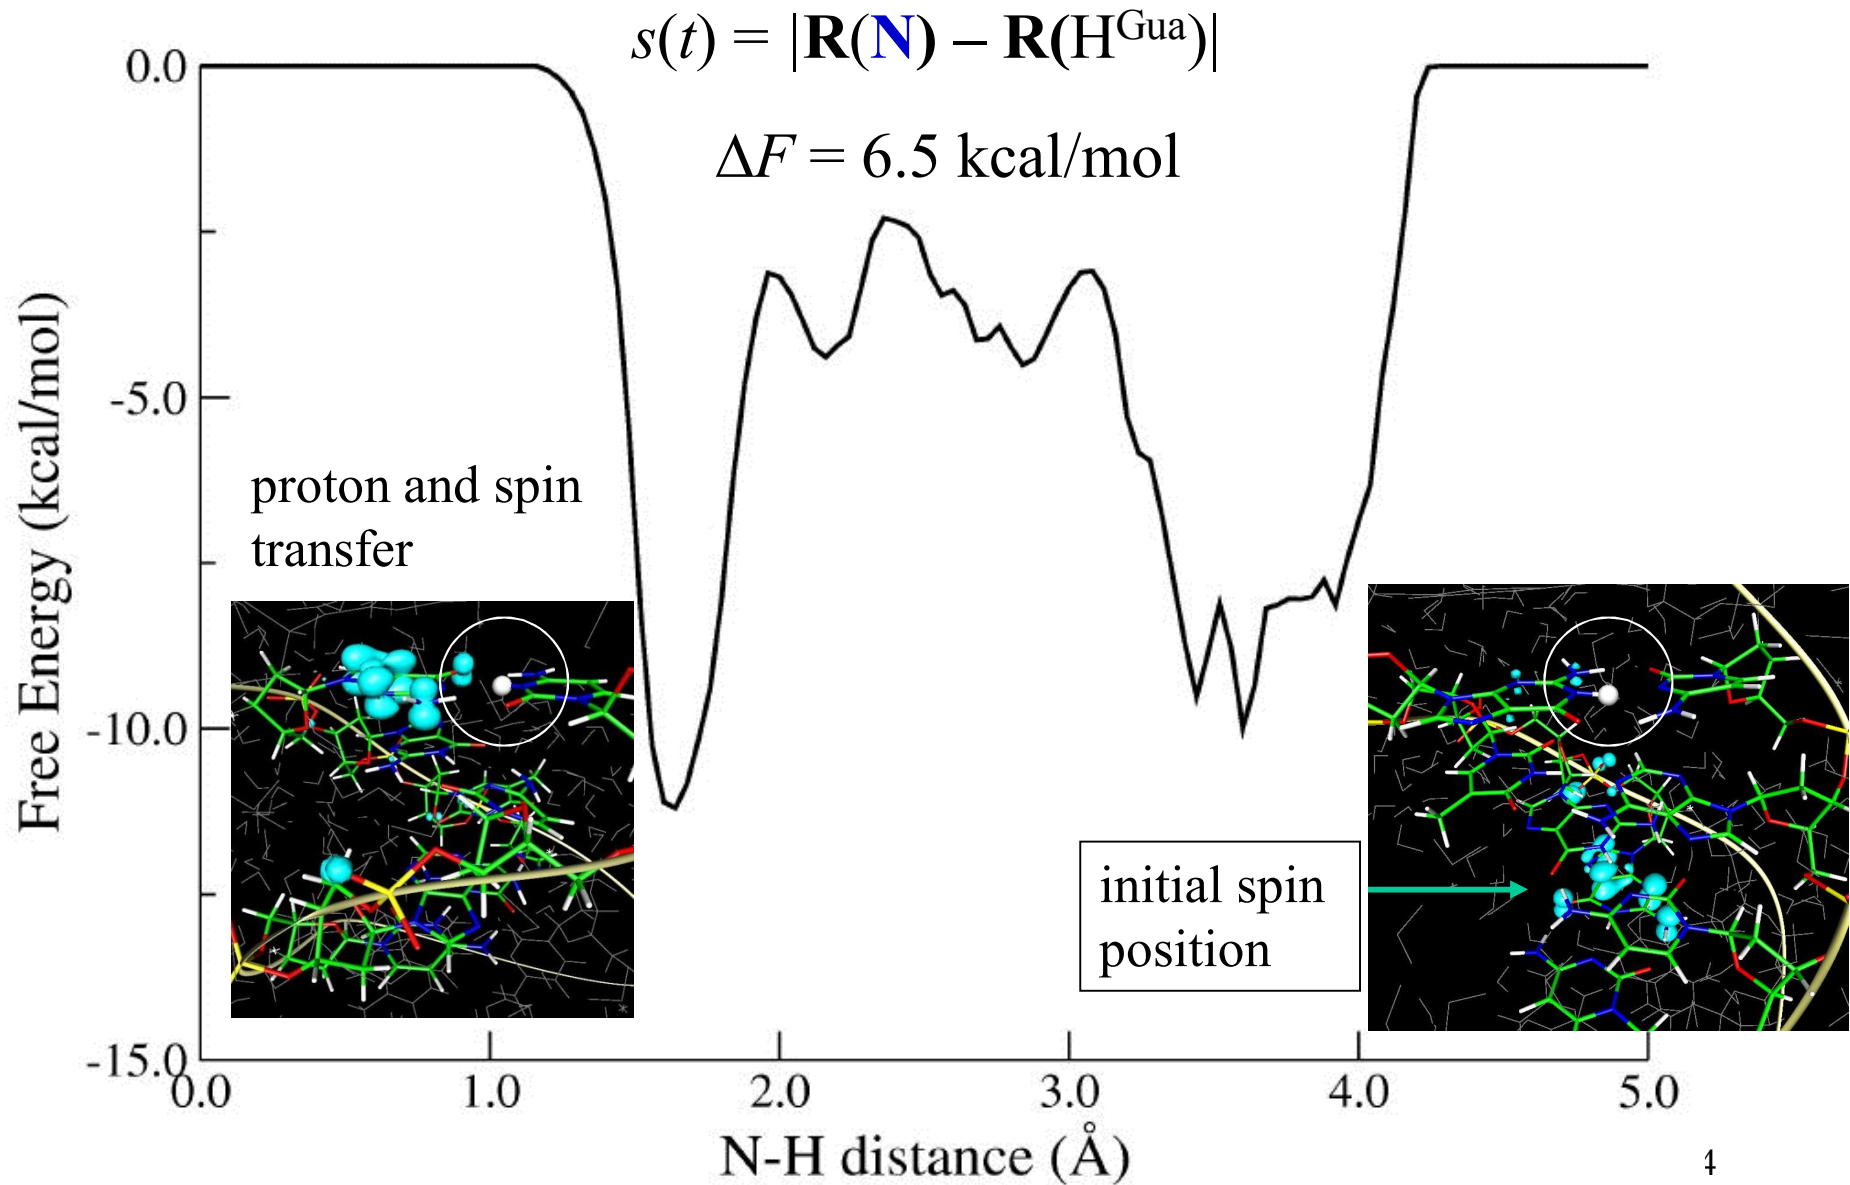 s(t) = |R(N) – R(H^Gua)|
ΔF = 6.5 kcal/mol
Free Energy (kcal/mol)
0.0
-5.0
-10.0
-15.0
proton and spin
transfer
initial spin
position
0.0 1.0 2.0 3.0 4.0 5.0
N-H distance (Å)
4